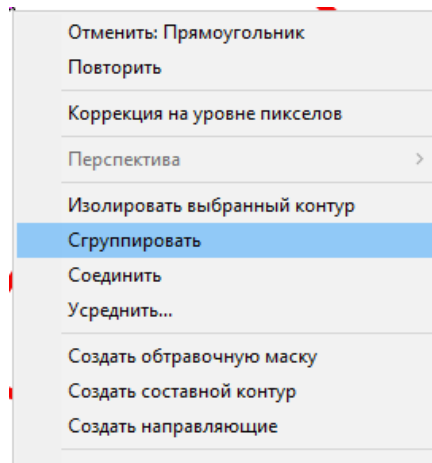 Отменить: Прямоугольник
Повторить
Коррекция на уровне пикселов
Перспектива
Изолировать выбранный контур
Сгруппировать
Соединить
Усреднить...
Создать обтравочную маску
Создать составной контур
Создать направляющие